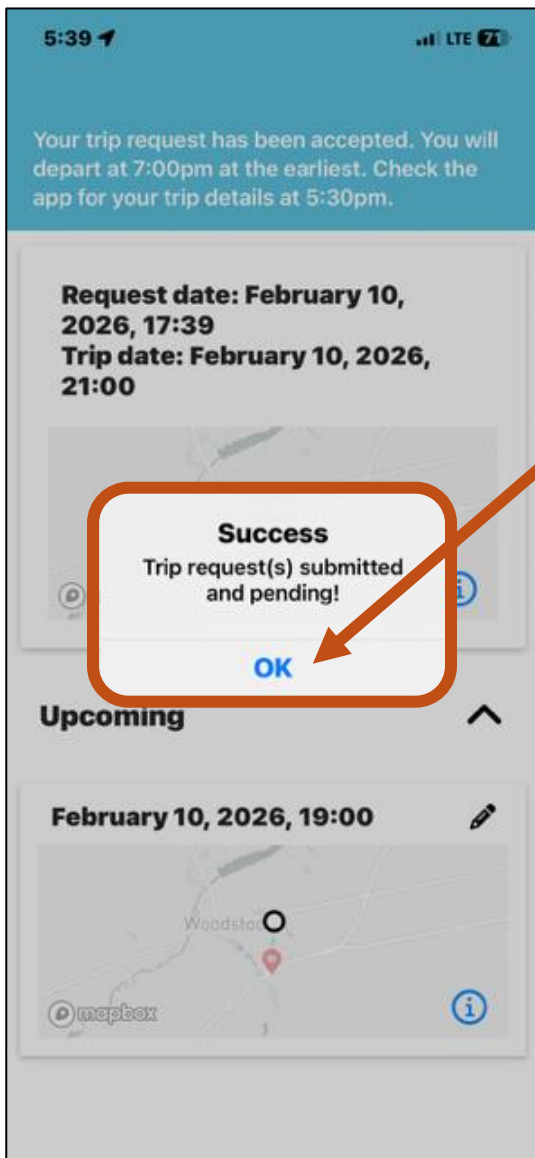 5:39
LTE 71
Your trip request has been accepted. You will
depart at 7:00pm at the earliest. Check the
app for your trip details at 5:30pm.
Request date: February 10,
2026, 17:39
Trip date: February 10, 2026,
21:00
Success
Trip request(s) submitted
and pending!
OK
Upcoming
February 10, 2026, 19:00
mapbox